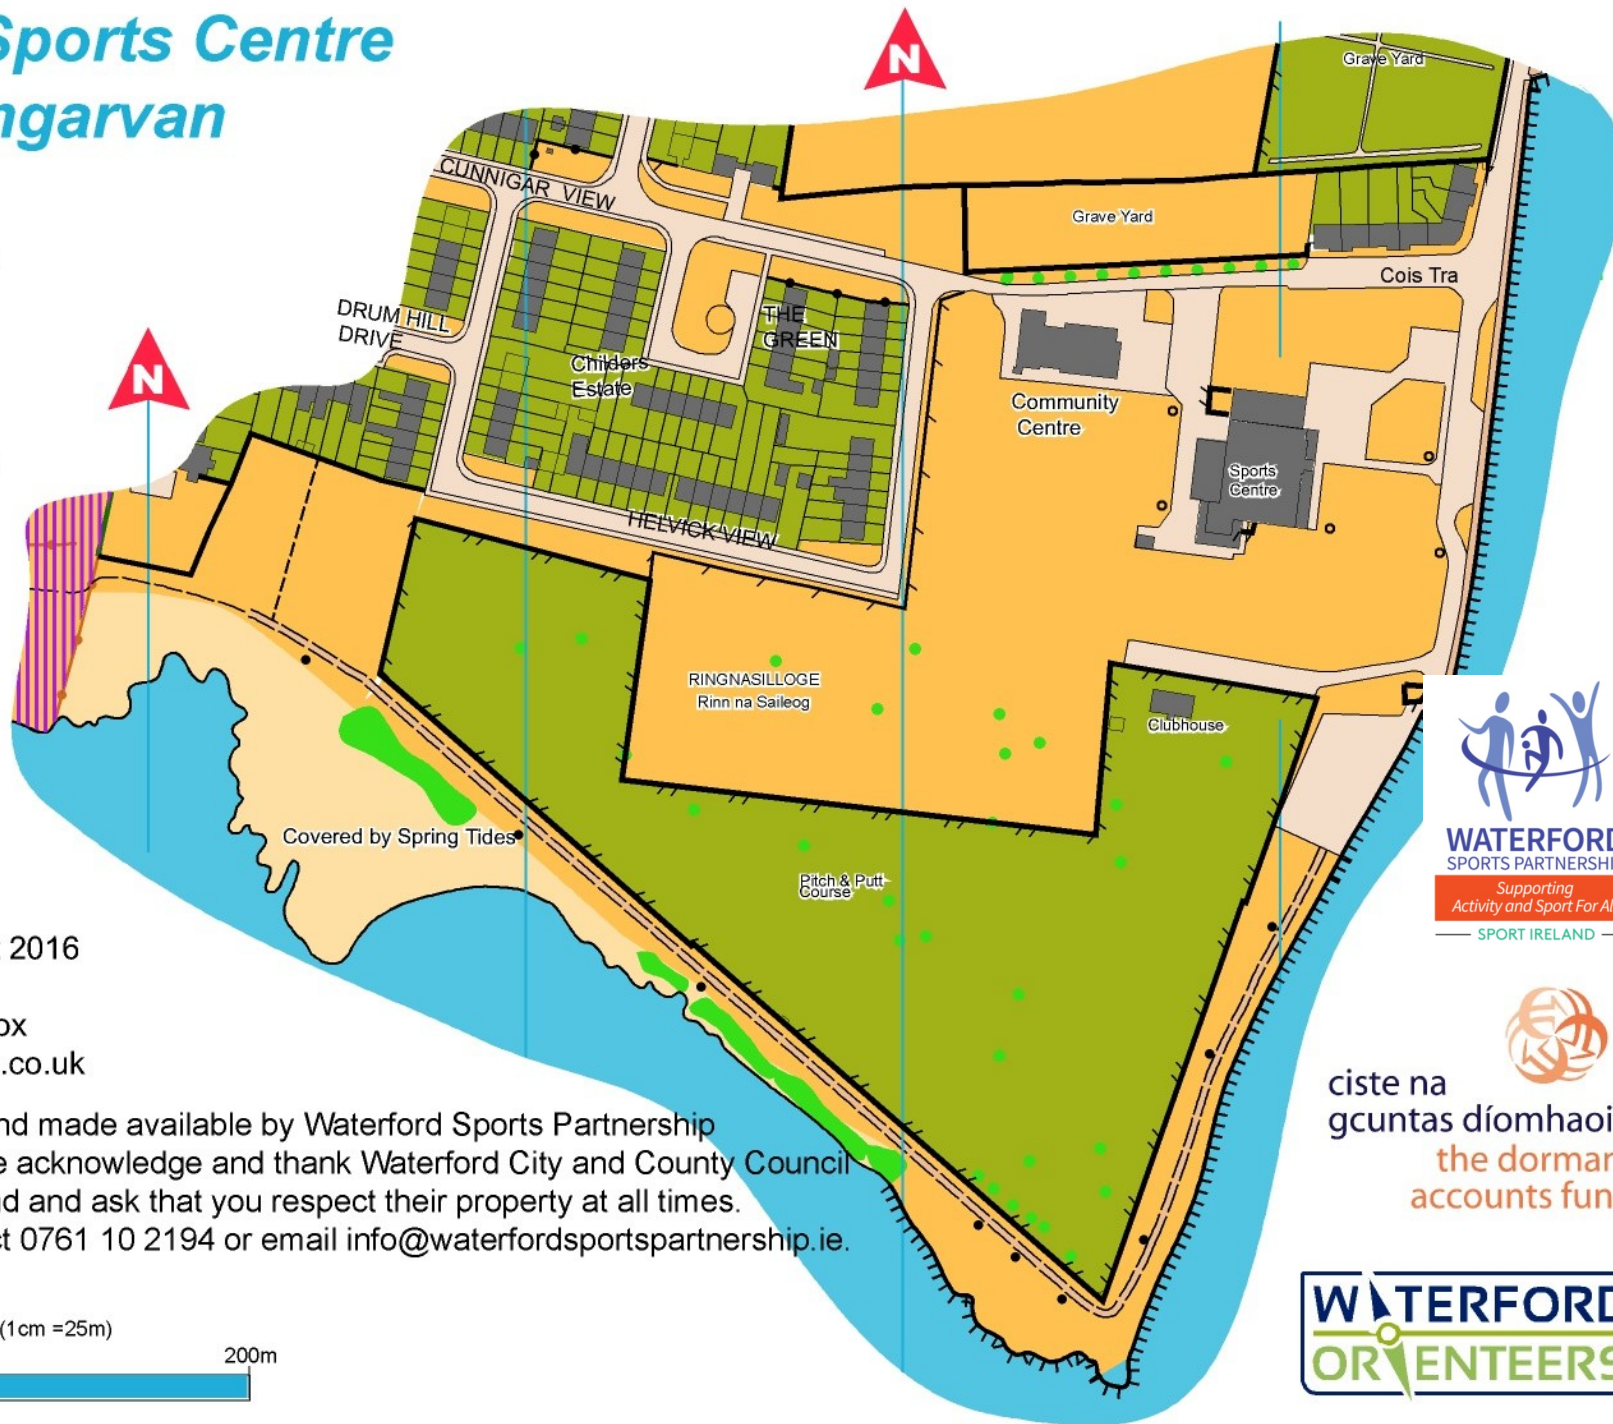 Sports Centre
ngarvan
N
N
Grave Yard
CUNNIGAR VIEW
Grave Yard
Cois Tra
DRUM HILL
DRIVE
THE
GREEN
Childers
Estate
Community
Centre
Sports
Centre
HELVICK VIEW
RINGNASILLOGE
Rinn na Saileog
Clubhouse
Covered by Spring Tides
Pitch & Putt
Course
2016
ox
.co.uk
nd made available by Waterford Sports Partnership
e acknowledge and thank Waterford City and County Council
nd and ask that you respect their property at all times.
ct 0761 10 2194 or email info@waterfordsportspartnership.ie.
(1cm =25m)
200m
WATERFORD
SPORTS PARTNERSHI
Supporting
Activity and Sport For Al
SPORT IRELAND
ciste na
gcuntas díomhaoi
the dorman
accounts fun
WATERFORD
ORIENTEERS